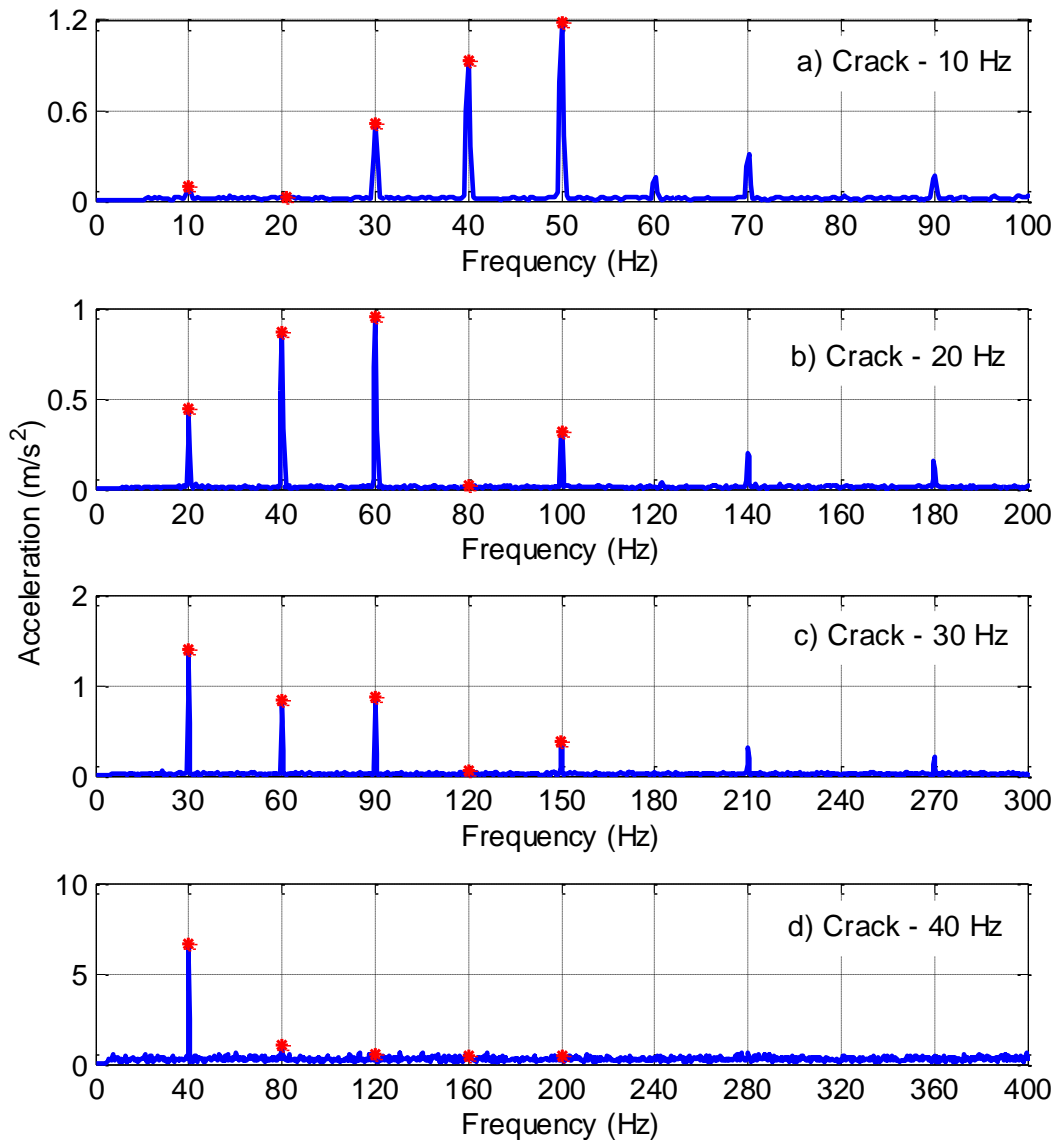 1.2
0.6
0
a) Crack - 10 Hz
0 10 20 30 40 50 60 70 80 90 100
Frequency (Hz)
1
0.5
0
b) Crack - 20 Hz
0 20 40 60 80 100 120 140 180 200
Frequency (Hz)
Acceleration (m/s²)
2
1
0
c) Crack - 30 Hz
0 30 60 90 120 150 180 210 240 270 300
Frequency (Hz)
10
5
0
d) Crack - 40 Hz
0 40 80 120 160 200 240 280 320 360 400
Frequency (Hz)